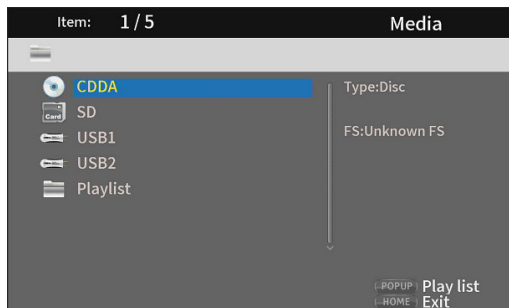 Item: 1/5 Media
CDDA
Type:Disc
Card SD
FS:Unknown FS
USB1
USB2
Playlist
POPUP Play list
HOME Exit